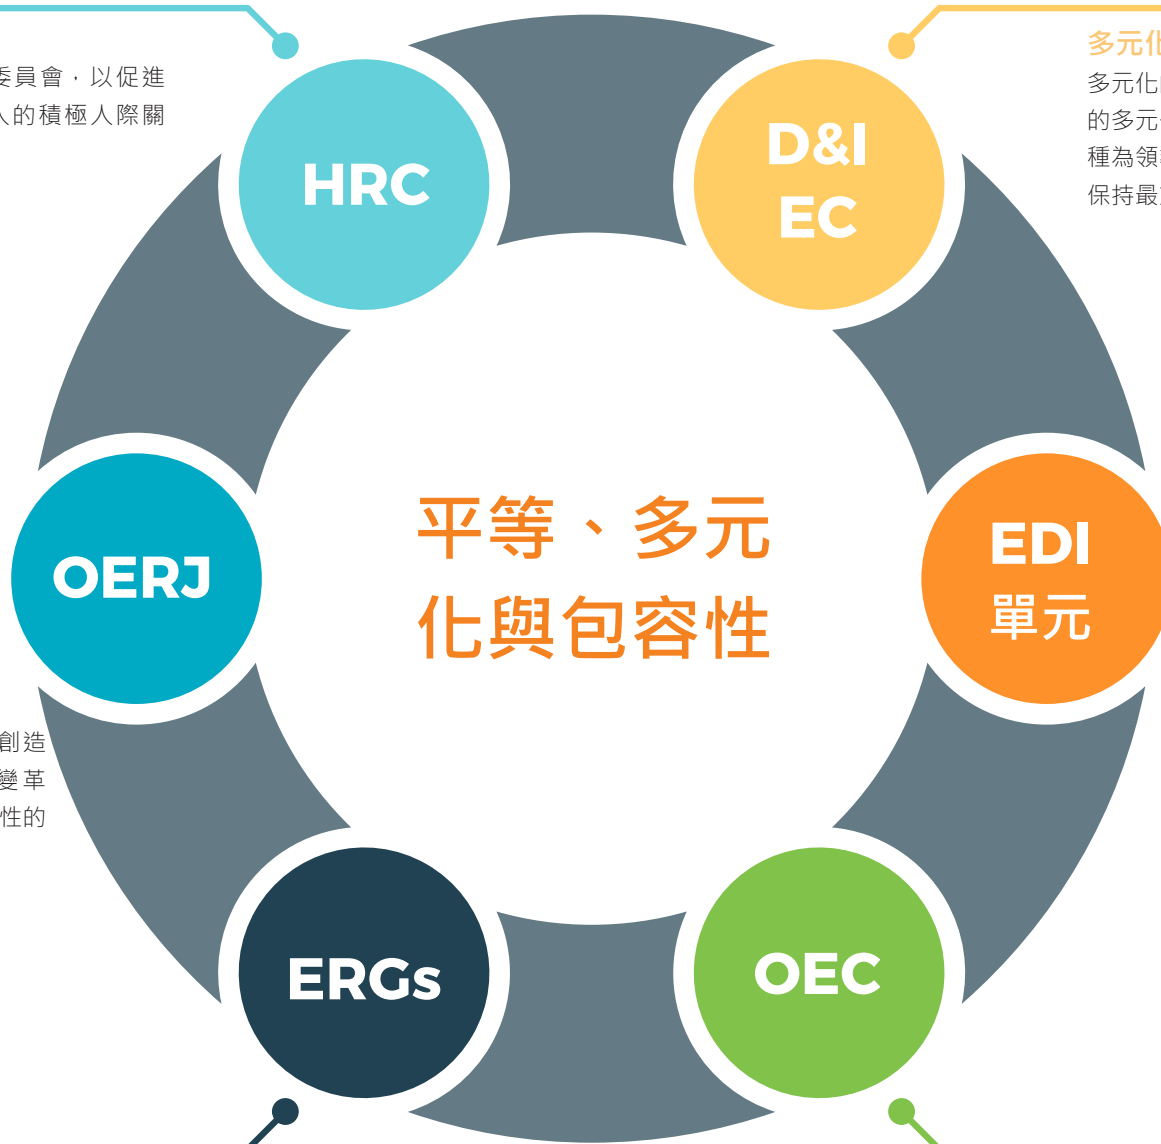 委員會，以促進
人的積極人際關
多元化
多元化
的多元
種為領
保持最
HRC
D&I
EC
OERJ
平等、多元
化與包容性
EDI
單元
創造
變革
性的
ERGs
OEC